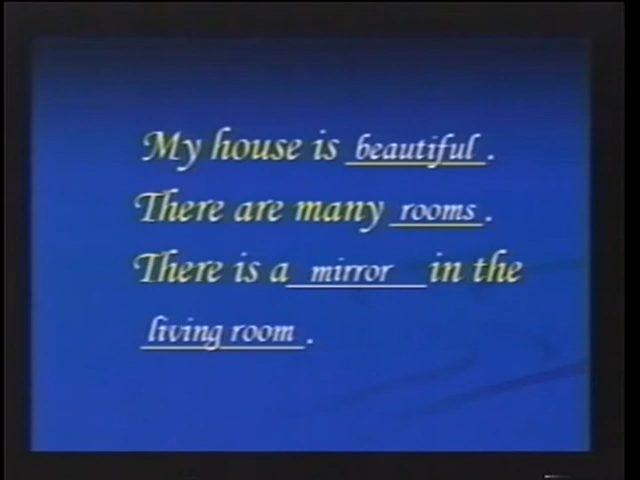 My house is beautiful.
There are many rooms.
There is a mirror in the
living room.